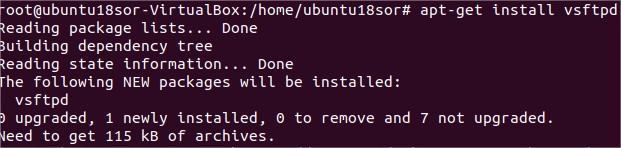 root@ubuntu18sor-VirtualBox:/home/ubuntu18sor# apt-get install vsftpd
Reading package lists... Done
Building dependency tree
Reading state information... Done
The following NEW packages will be installed:
  vsftpd
0 upgraded, 1 newly installed, 0 to remove and 7 not upgraded.
Need to get 115 kB of archives.